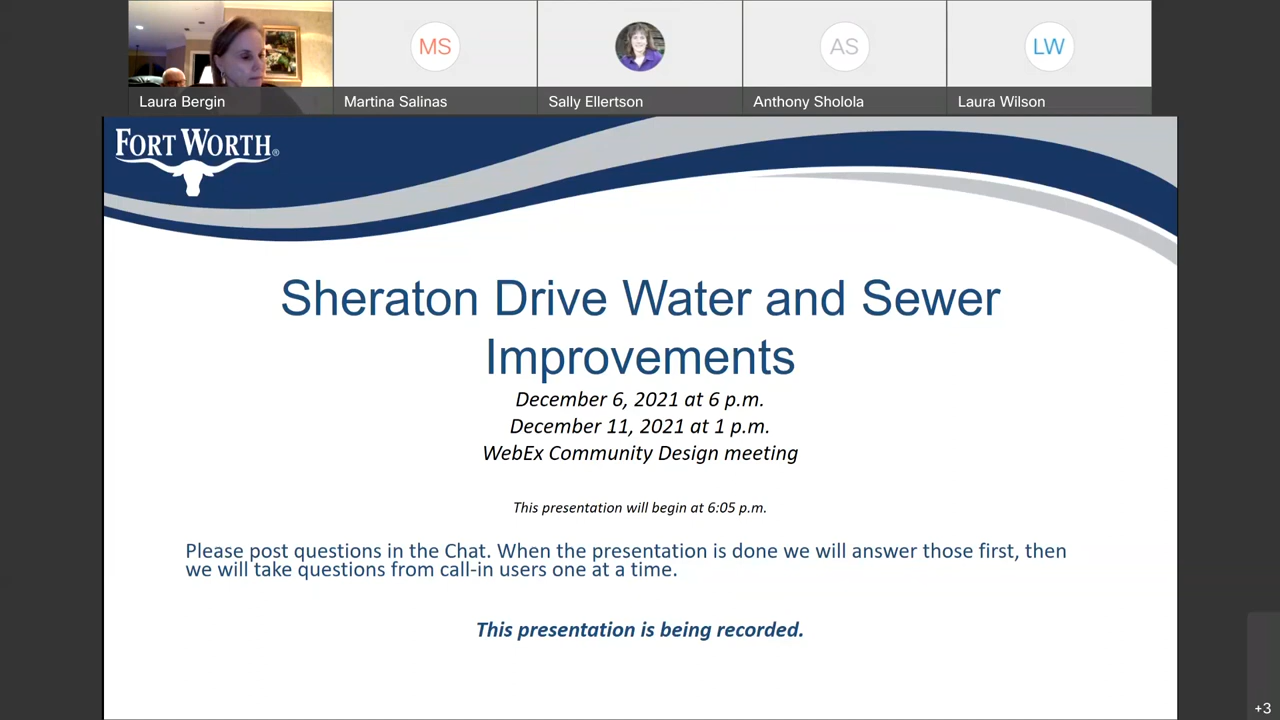 MS
AS
LW
Laura Bergin
Martina Salinas
Sally Ellertson
Anthony Sholola
Laura Wilson
FORT WORTH®
Sheraton Drive Water and Sewer
Improvements
December 6, 2021 at 6 p.m.
December 11, 2021 at 1 p.m.
WebEx Community Design meeting
This presentation will begin at 6:05 p.m.
Please post questions in the Chat. When the presentation is done we will answer those first, then
we will take questions from call-in users one at a time.
This presentation is being recorded.
+3